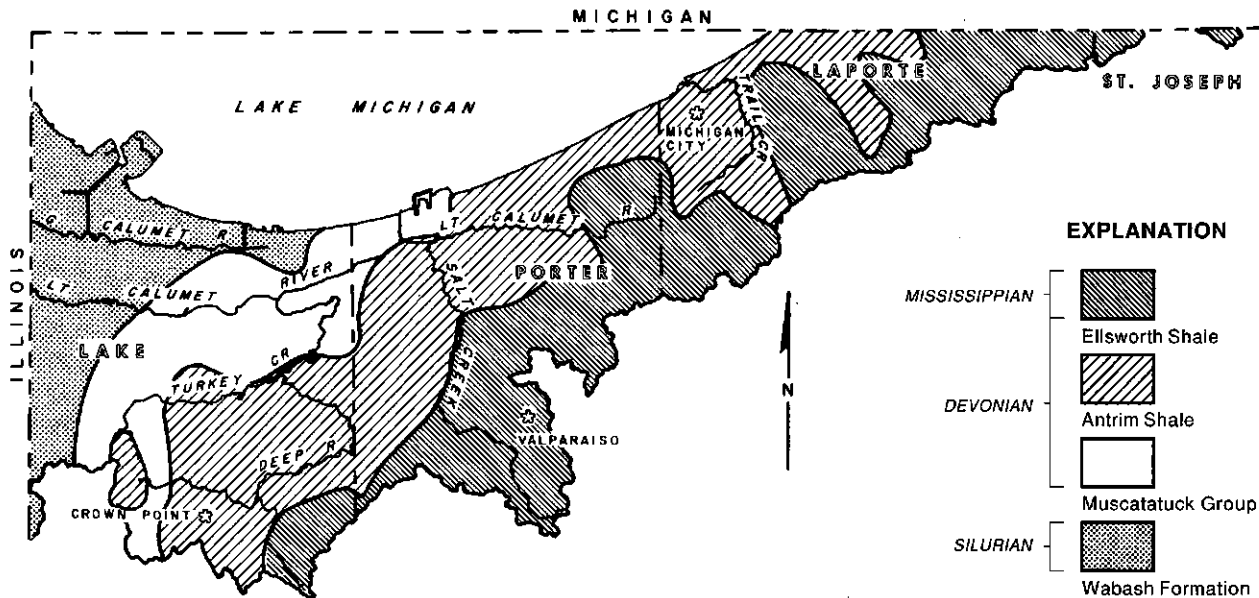 MICHIGAN
LAKE MICHIGAN
LAPORTE
ST. JOSEPH
TRAIL CR
MICHIGAN
CITY
G. CALUMET R.
LT CALUMET R.
RIVER
LT. CALUMET
SALT
CREEK
PORTER
ILLINOIS
LAKE
TURKEY CR
DEEP R.
VALPARAISO
CROWN POINT
N
EXPLANATION
MISSISSIPPIAN
Ellsworth Shale
DEVONIAN
Antrim Shale
Muscatatuck Group
SILURIAN
Wabash Formation